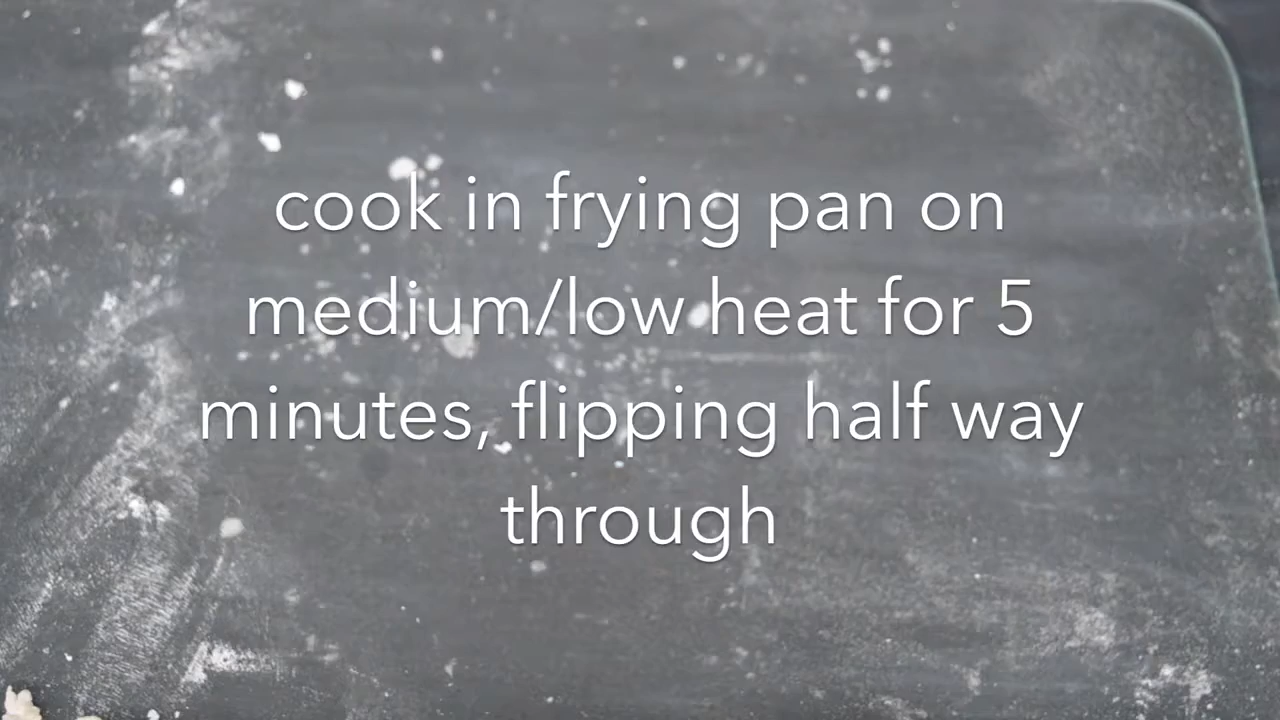 cook in frying pan on
medium/low heat for 5
minutes, flipping half way
through